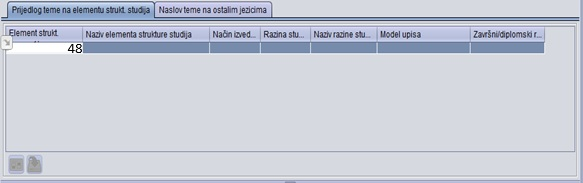 Prijedlog teme na elementu strukt. studija Naslov teme na ostalim jezicima
Element strukt. Naziv elementa strukture studija Način izved... Razina stu... Naziv razine stu... Model upisa Završni/diplomski r...
48